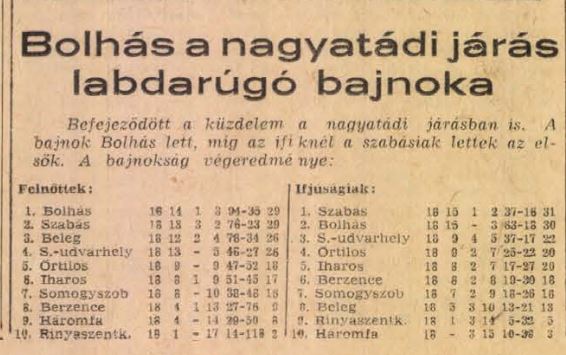 Bolhás a nagyatádi járás
labdarúgó bajnoka
Befejeződött a küzdelem a nagyatádi járásban is. A
bajnok Bolhás lett, míg az ifiknél a szabásiak lettek az el-
sők. A bajnokság végeredménye:
Felnőttek:
1. Bolhás 18 14 1 3 94-35 29
2. Szabás 18 13 3 2 76-23 29
3. Beleg 18 12 2 4 76-34 26
4. S.-udvarhely 18 13 - 5 46-27 26
5. Őrtilos 18 9 - 9 47-52 18
6. Iharos 18 8 1 9 51-45 17
7. Somogyszob 18 8 - 10 38-48 16
8. Berzence 18 4 1 13 27-76 9
9. Háromfa 18 4 - 14 29-50 8
10. Rinyaszentk. 18 1 - 17 14-118 2
Ifjúságiak:
1. Szabás 18 15 1 2 37-16 31
2. Bolhás 18 15 - 3 63-18 30
3. S.-udvarhely 18 9 4 5 37-17 22
4. Őrtilos 18 9 2 7 25-22 20
5. Iharos 18 8 2 7 17-27 20
6. Berzence 18 8 2 8 19-20 18
7. Somogyszob 18 7 2 9 18-26 16
8. Beleg 18 5 3 10 13-21 13
9. Rinyaszentk. 18 1 3 14 5-32 5
10. Háromfa 18 - 3 15 10-38 3